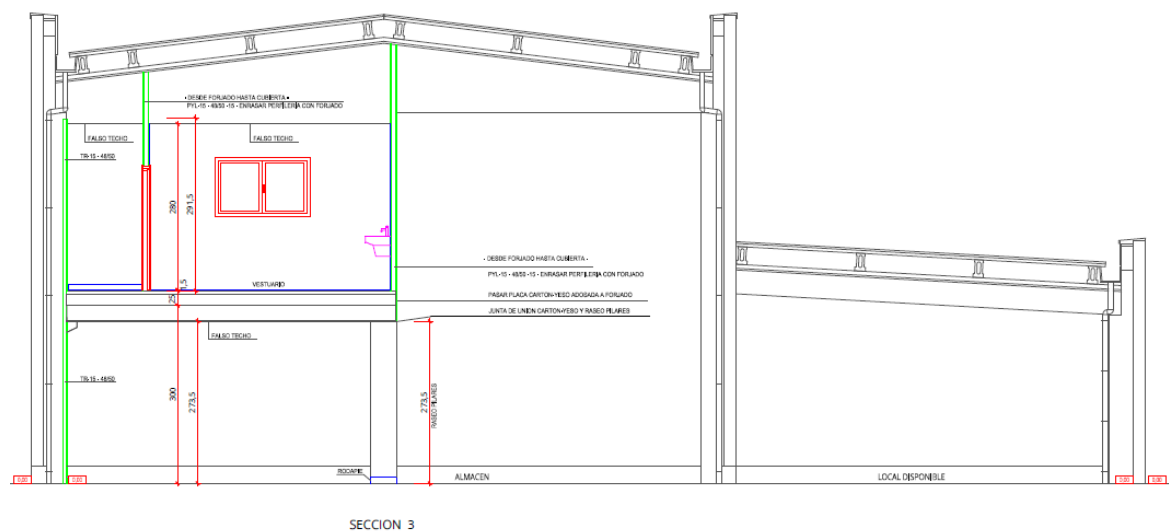 - DESDE FORJADO HASTA CUBIERTA -
PYL-15 - 48/50 -15 - ENRASAR PERFILERIA CON FORJADO
FALSO TECHO
FALSO TECHO
TR-15 - 48/50
280
291,5
- DESDE FORJADO HASTA CUBIERTA -
PYL-15 - 48/50 -15 - ENRASAR PERFILERIA CON FORJADO
VESTUARIO
1,5
25
PASAR PLACA CARTON-YESO ADOSADA A FORJADO
JUNTA DE UNION CARTON-YESO Y RASEO PILARES
FALSO TECHO
TR-15 - 48/50
300
273,5
273,5
RASEO PILARES
RODAPIE
ALMACEN
LOCAL DISPONIBLE
0,00
0,00
0,00
0,00
SECCION 3